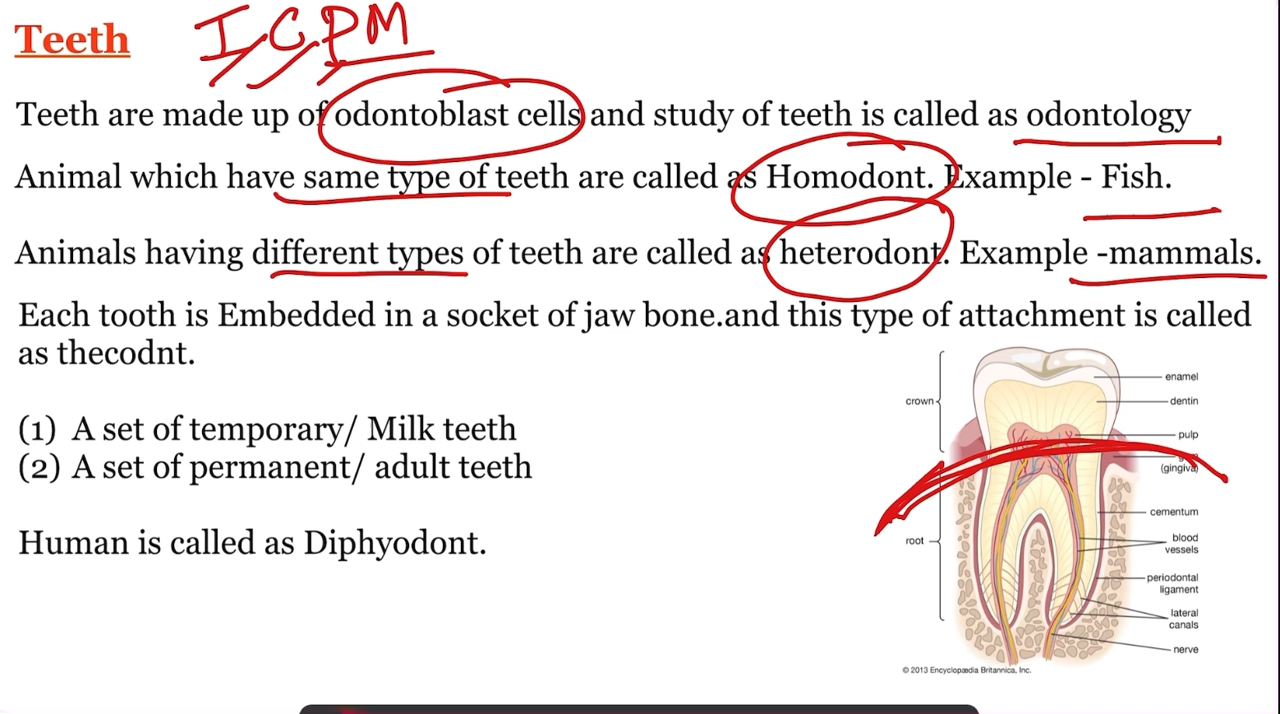 Teeth
I C P M
Teeth are made up of odontoblast cells and study of teeth is called as odontology
Animal which have same type of teeth are called as Homodont. Example - Fish.
Animals having different types of teeth are called as heterodont. Example -mammals.
Each tooth is Embedded in a socket of jaw bone.and this type of attachment is called
as thecodnt.
(1) A set of temporary/ Milk teeth
(2) A set of permanent/ adult teeth
Human is called as Diphyodont.
crown
root
enamel
dentin
pulp
(gingiva)
cementum
blood
vessels
periodontal
ligament
lateral
canals
nerve
© 2013 Encyclopædia Britannica, Inc.